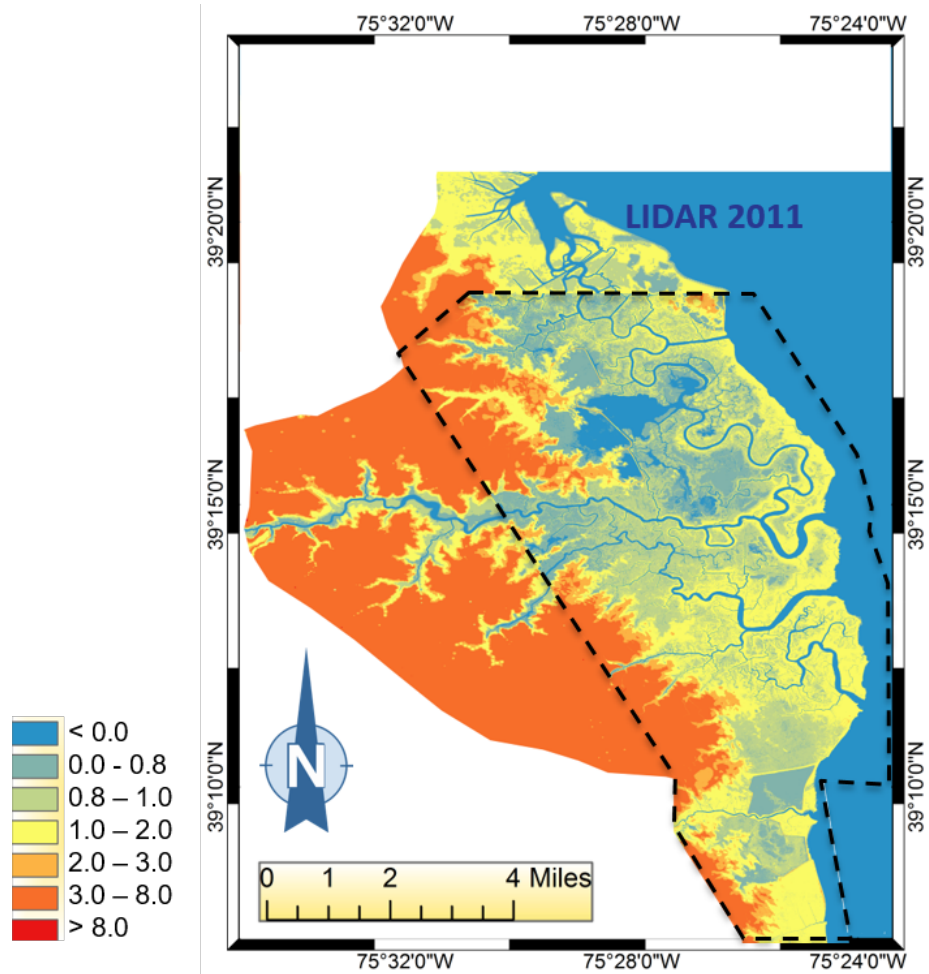 75°32'0"W 75°28'0"W 75°24'0"W
LIDAR 2011
39°20'0"N 39°20'0"N
39°15'0"N 39°15'0"N
39°10'0"N 39°10'0"N
< 0.0
0.0 - 0.8
0.8 – 1.0
1.0 – 2.0
2.0 – 3.0
3.0 – 8.0
> 8.0
N
0 1 2 4 Miles
75°32'0"W 75°28'0"W 75°24'0"W